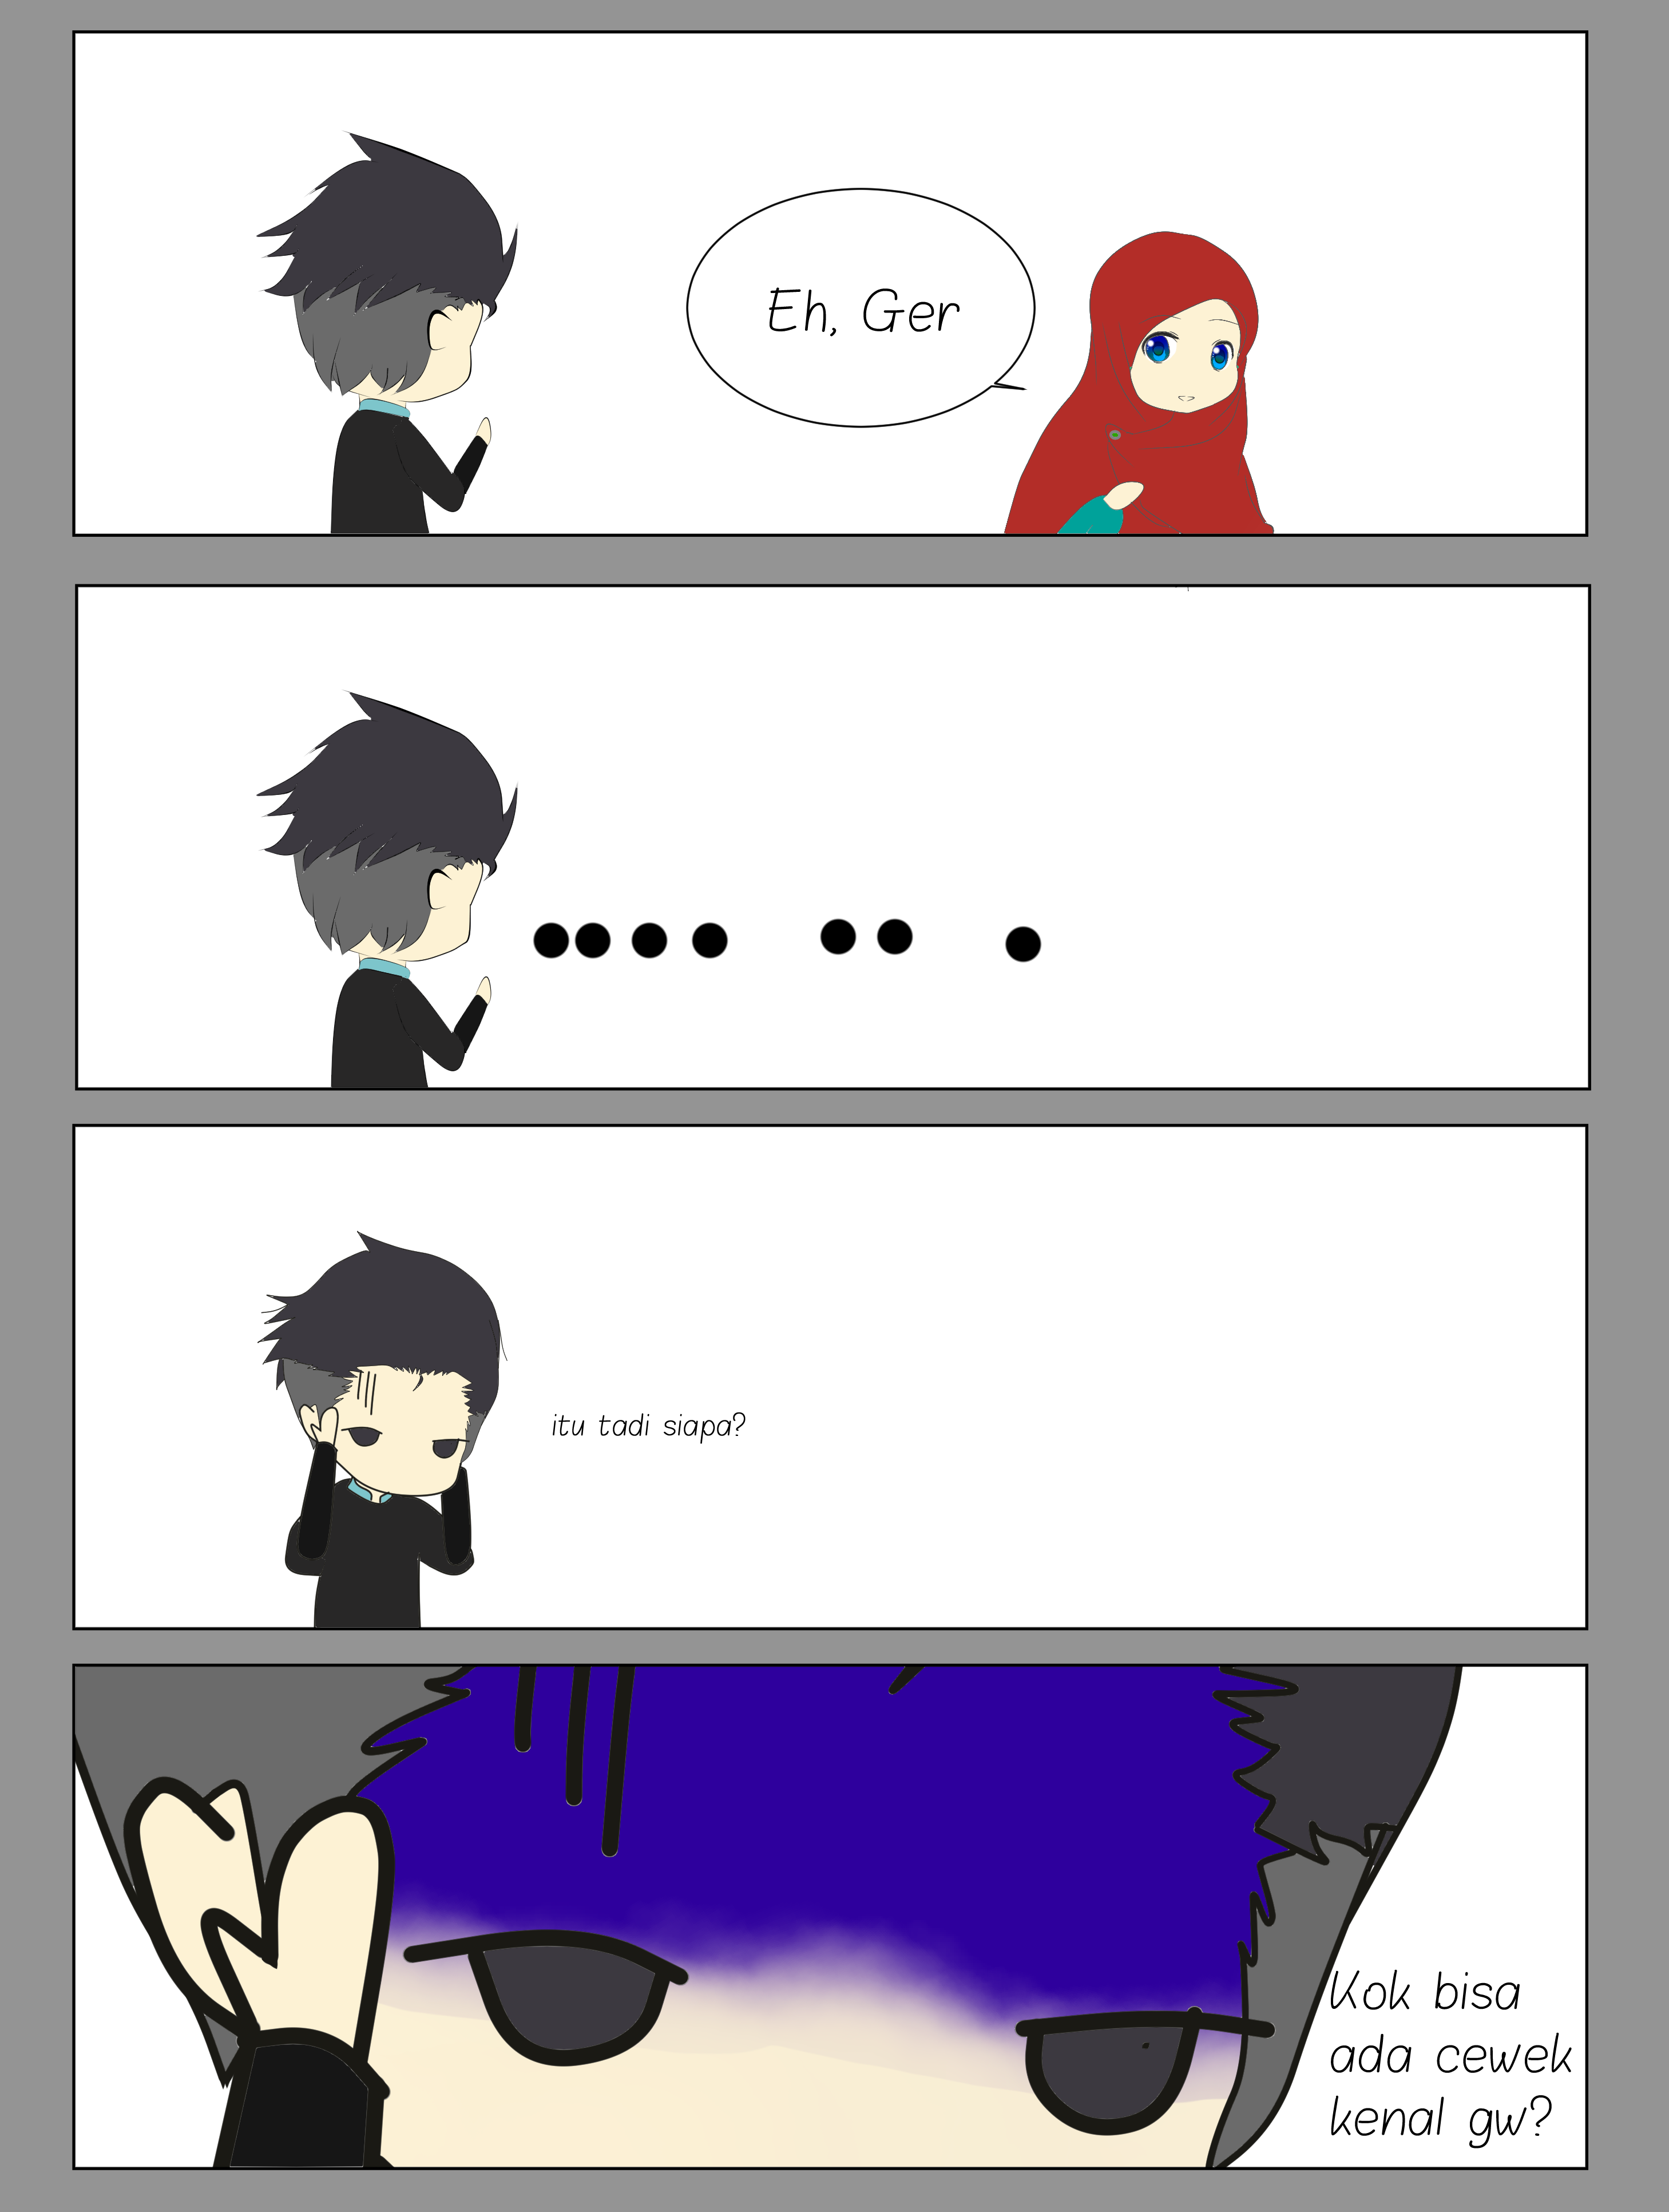 Eh, Ger
itu tadi siapa?
Kok bisa
ada cewek
kenal gw?